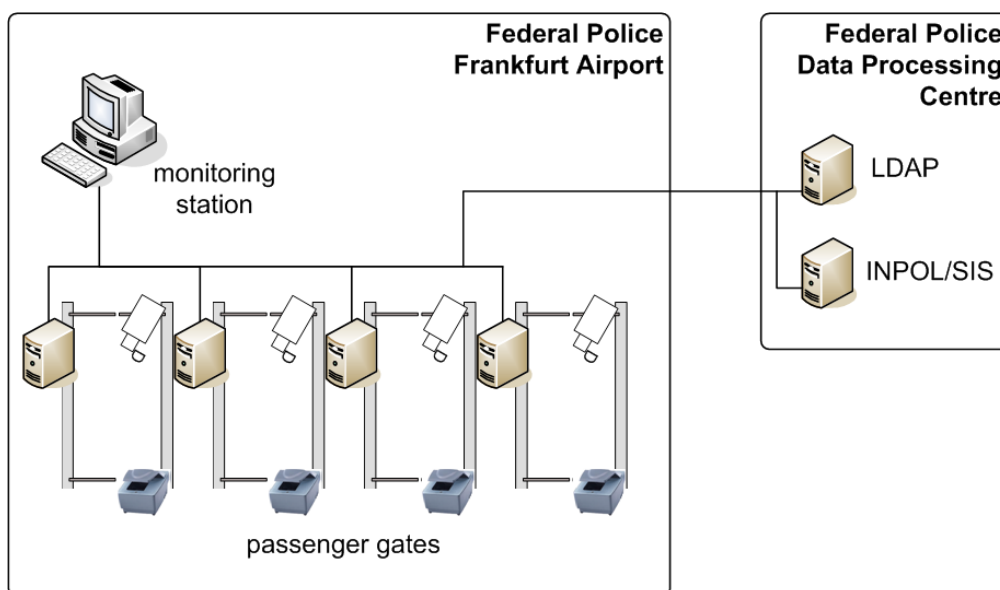 Federal Police
Frankfurt Airport
monitoring
station
passenger gates
Federal Police
Data Processing
Centre
LDAP
INPOL/SIS